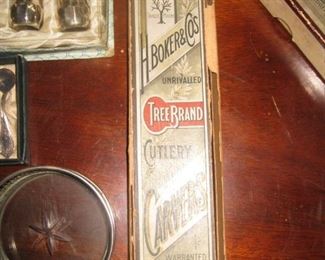 H. BOKER & CO'S
UNRIVALLED
TREE BRAND
CUTLERY
CARVERS
WARRANTED